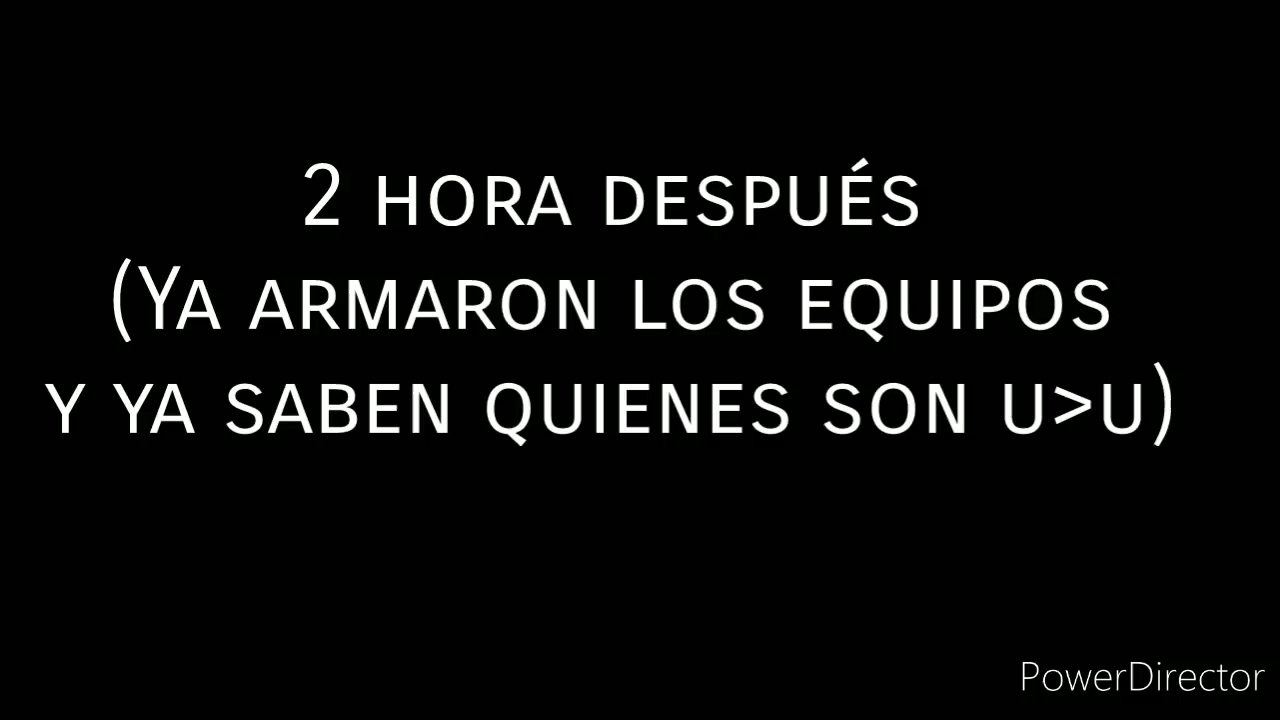 2 HORA DESPUÉS
(YA ARMARON LOS EQUIPOS
Y YA SABEN QUIENES SON U>U)
PowerDirector